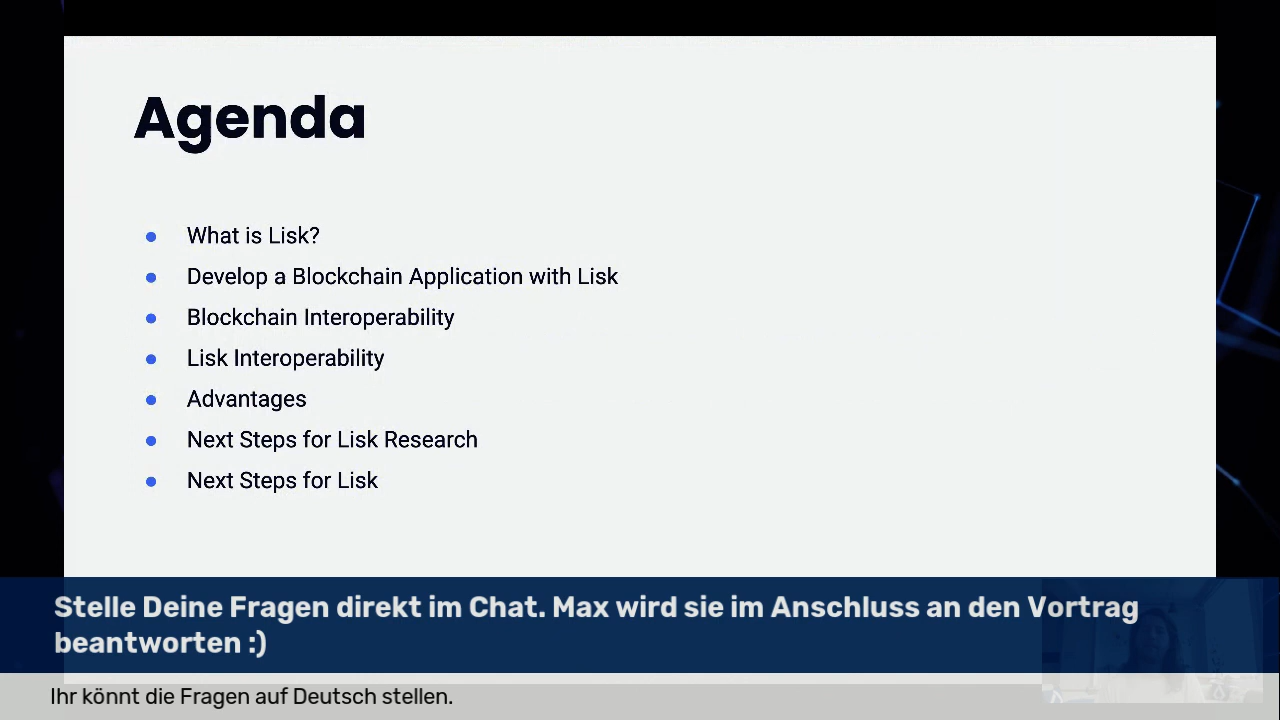 Agenda
What is Lisk?
Develop a Blockchain Application with Lisk
Blockchain Interoperability
Lisk Interoperability
Advantages
Next Steps for Lisk Research
Next Steps for Lisk
Stelle Deine Fragen direkt im Chat. Max wird sie im Anschluss an den Vortrag
beantworten :)
Ihr könnt die Fragen auf Deutsch stellen.